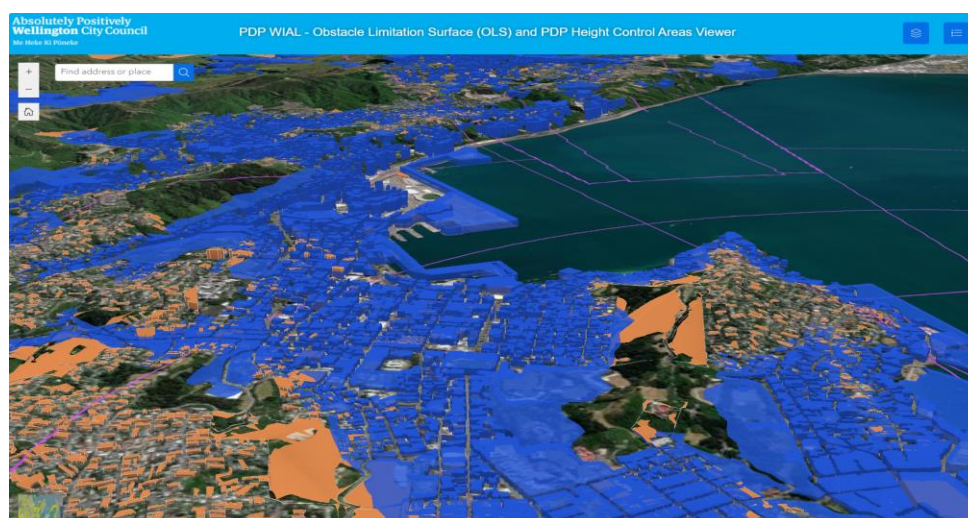 Absolutely Positively
Wellington City Council
Me Heke Ki Pōneke
PDP WIAL - Obstacle Limitation Surface (OLS) and PDP Height Control Areas Viewer
Find address or place